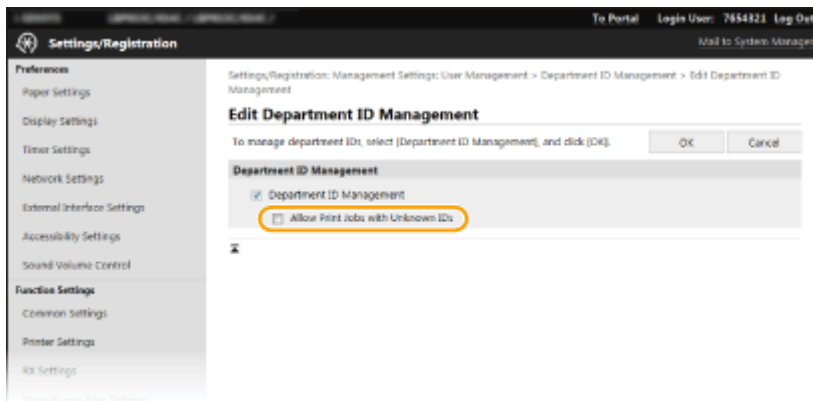 To Portal Login User: 7654321 Log Out
Settings/Registration
Mail to System Manager
Preferences
Paper Settings
Display Settings
Timer Settings
Network Settings
External Interface Settings
Accessibility Settings
Sound Volume Control
Function Settings
Common Settings
Printer Settings
RX Settings
Settings/Registration: Management Settings: User Management > Department ID Management > Edit Department ID
Management
Edit Department ID Management
To manage department IDs, select [Department ID Management], and click [OK].
OK
Cancel
Department ID Management
Department ID Management
Allow Print Jobs with Unknown IDs